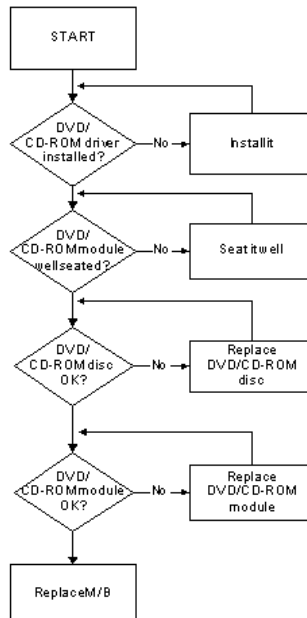 START
DVD/
CD-ROM driver
installed?
No
Installit
DVD/
CD-ROMmodule
wellseated?
No
Seatitwell
DVD/
CD-ROMdisc
OK?
No
Replace
DVD/CD-ROM
disc
DVD/
CD-ROMmodule
OK?
No
Replace
DVD/CD-ROM
module
ReplaceM/B